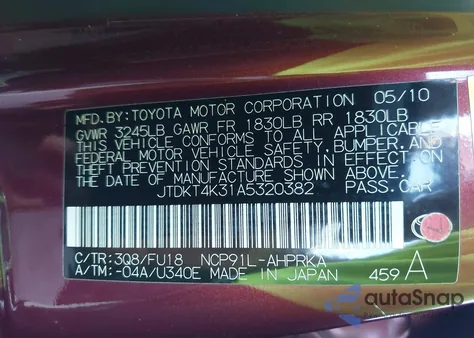 MFD.BY:TOYOTA MOTOR CORPORATION 05/10
GVWR 3245LB GAWR FR 1830LB RR 1830LB
THIS VEHICLE CONFORMS TO ALL APPLICABLE
FEDERAL MOTOR VEHICLE SAFETY,BUMPER,AND
THEFT PREVENTION STANDARDS IN EFFECT ON
THE DATE OF MANUFACTURE SHOWN ABOVE.
JTDKT4K31A5320382 PASS.CAR
C/TR:3Q8/FU18 NCP91L-AHPRKA
A/TM:-04A/U340E MADE IN JAPAN 459 A
autoSnap